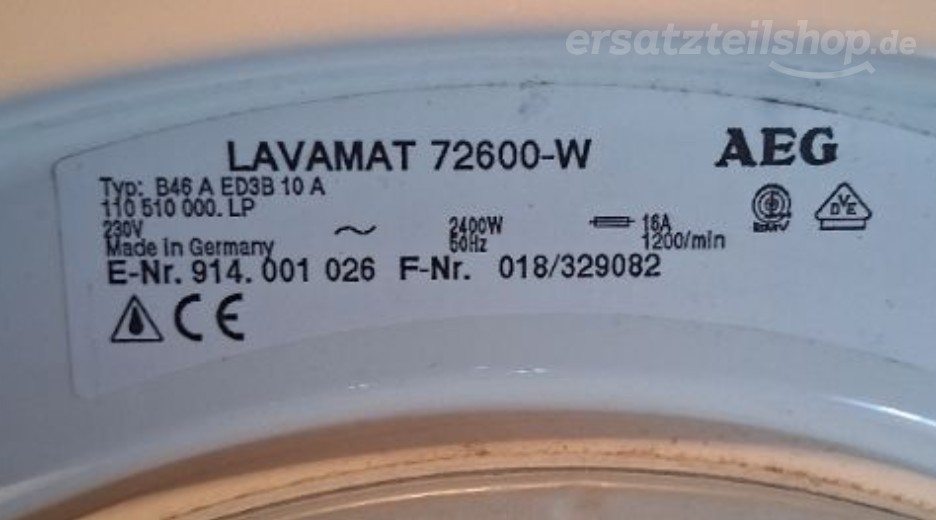 ersatzteilshop.de
LAVAMAT 72600-W
AEG
Typ: B46 A ED3B 10 A
110 510 000. LP
230V ~ 2400W 16A
Made in Germany 50Hz 1200/min
E-Nr. 914. 001 026 F-Nr. 018/329082
DVE
CE